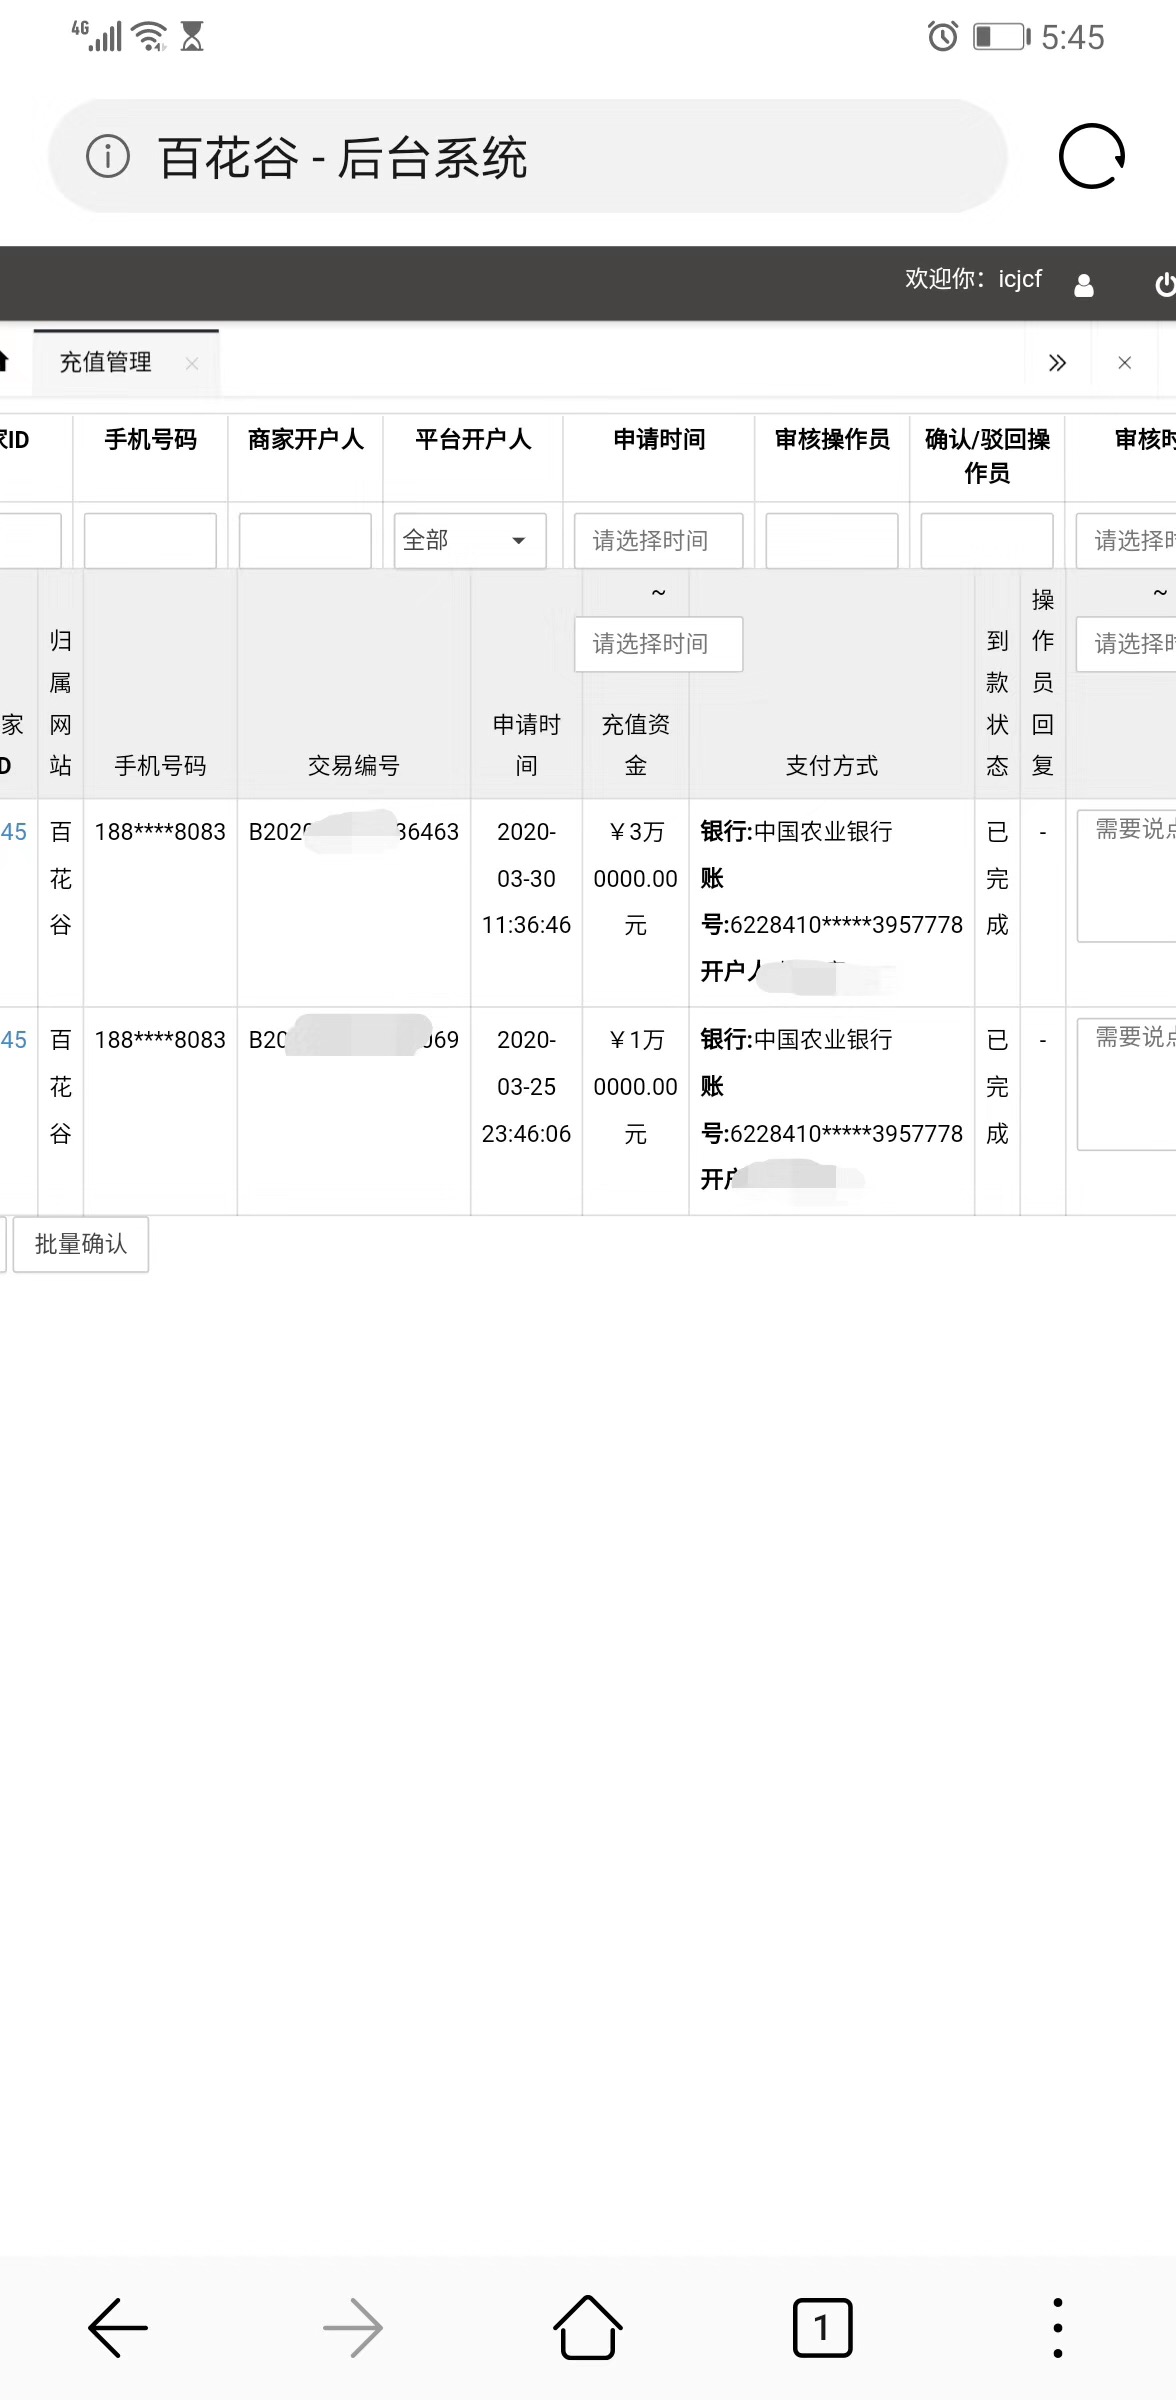 4G 5:45
百花谷 - 后台系统
欢迎你：icjcf
充值管理 ×
家ID 手机号码 商家开户人 平台开户人 申请时间 审核操作员 确认/驳回操作员 审核时
全部 请选择时间 请选择时
~ ~
请选择时间 请选择时
家ID 归属网站 手机号码 交易编号 申请时间 充值资金 支付方式 到款状态 操作员回复
45 百花谷 188****8083 B202 36463 2020-03-30 11:36:46 ￥3万0000.00元 银行:中国农业银行 已完成 - 需要说点
账
号:6228410*****3957778
开户人
45 百花谷 188****8083 B20 069 2020-03-25 23:46:06 ￥1万0000.00元 银行:中国农业银行 已完成 - 需要说点
账
号:6228410*****3957778
开户
批量确认
1